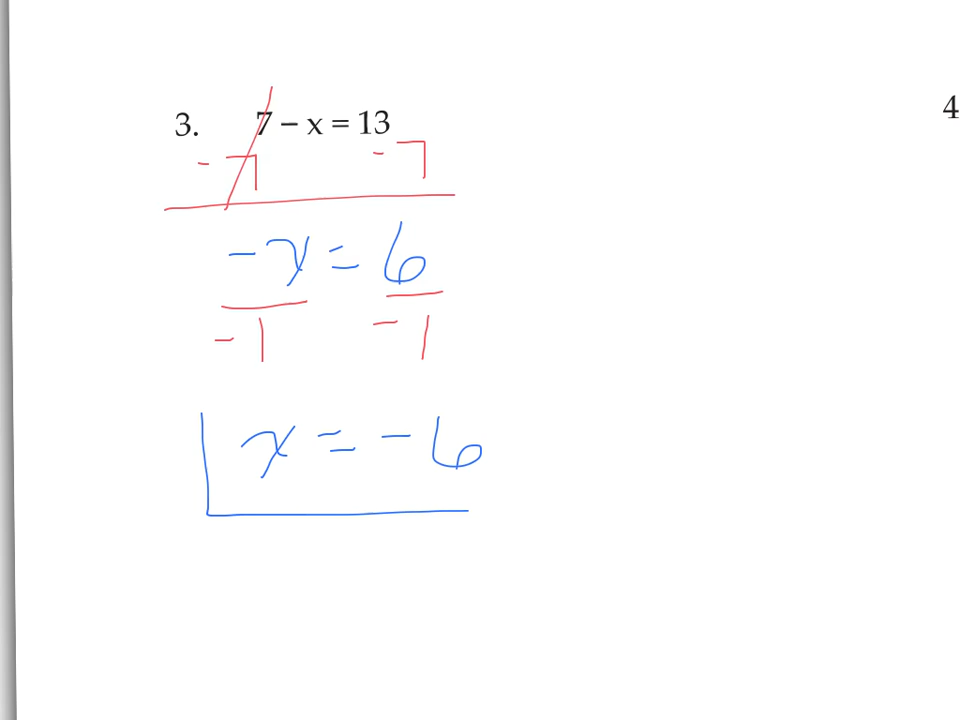 3. 7 – x = 13 4
-7 -7
-x = 6
-1 -1
x = -6